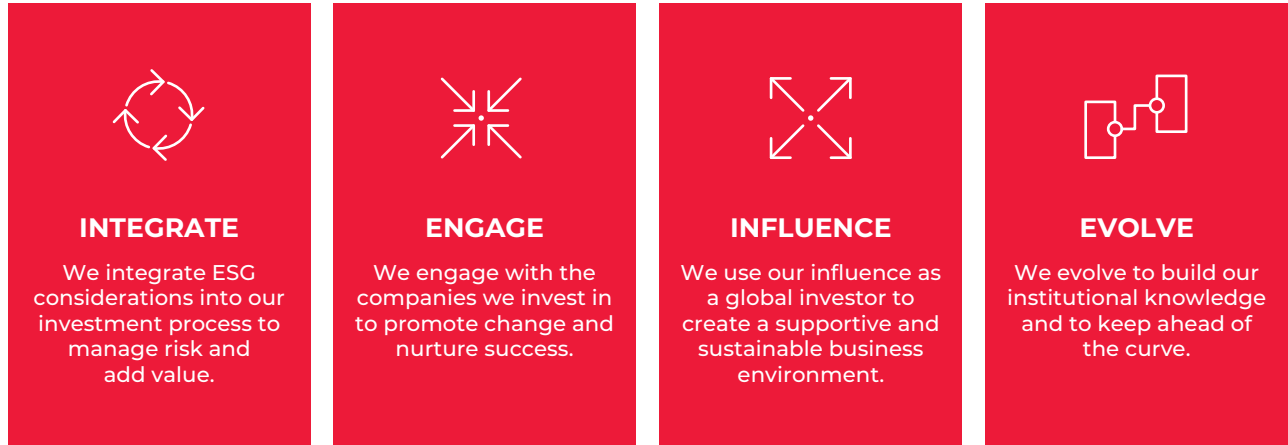 INTEGRATE
We integrate ESG
considerations into our
investment process to
manage risk and
add value.
ENGAGE
We engage with the
companies we invest in
to promote change and
nurture success.
INFLUENCE
We use our influence as
a global investor to
create a supportive and
sustainable business
environment.
EVOLVE
We evolve to build our
institutional knowledge
and to keep ahead of
the curve.